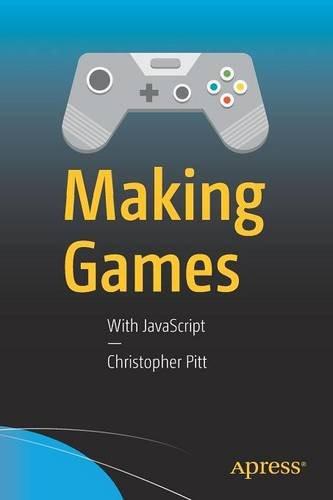 Making
Games
With JavaScript
—
Christopher Pitt
Apress®